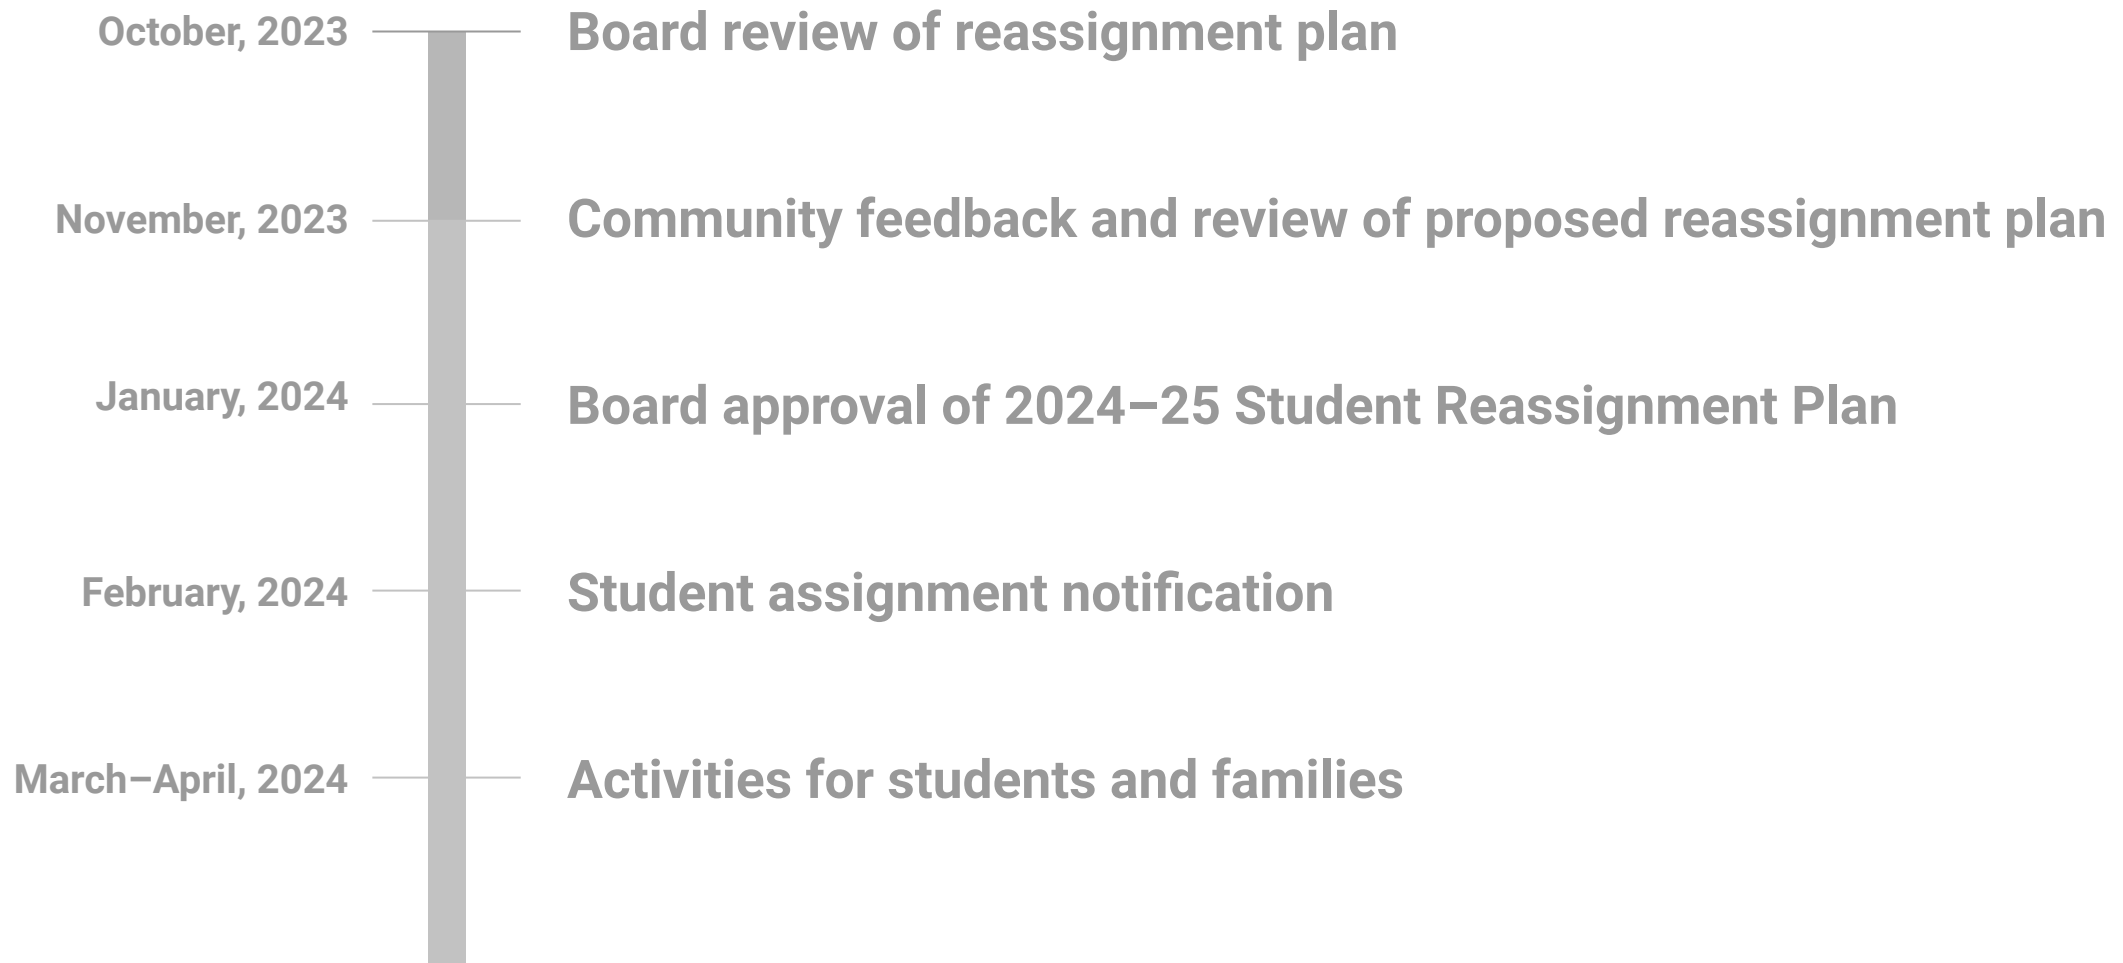 October, 2023 Board review of reassignment plan
November, 2023 Community feedback and review of proposed reassignment plan
January, 2024 Board approval of 2024–25 Student Reassignment Plan
February, 2024 Student assignment notification
March–April, 2024 Activities for students and families